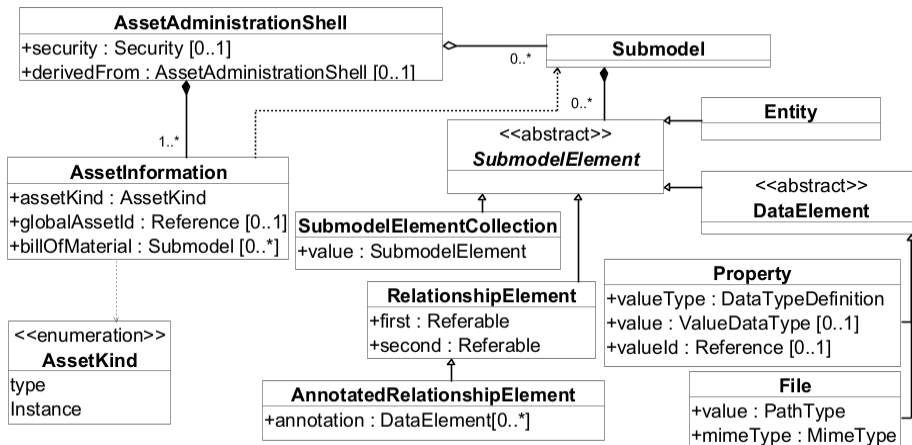 AssetAdministrationShell
+security : Security [0..1]
+derivedFrom : AssetAdministrationShell [0..1]
Submodel
0..*
0..*
1..*
Entity
<<abstract>>
SubmodelElement
AssetInformation
+assetKind : AssetKind
+globalAssetId : Reference [0..1]
+billOfMaterial : Submodel [0..*]
<<abstract>>
DataElement
SubmodelElementCollection
+value : SubmodelElement
Property
+valueType : DataTypeDefinition
+value : ValueDataType [0..1]
+valueId : Reference [0..1]
RelationshipElement
+first : Referable
+second : Referable
<<enumeration>>
AssetKind
type
Instance
AnnotatedRelationshipElement
+annotation : DataElement[0..*]
File
+value : PathType
+mimeType : MimeType